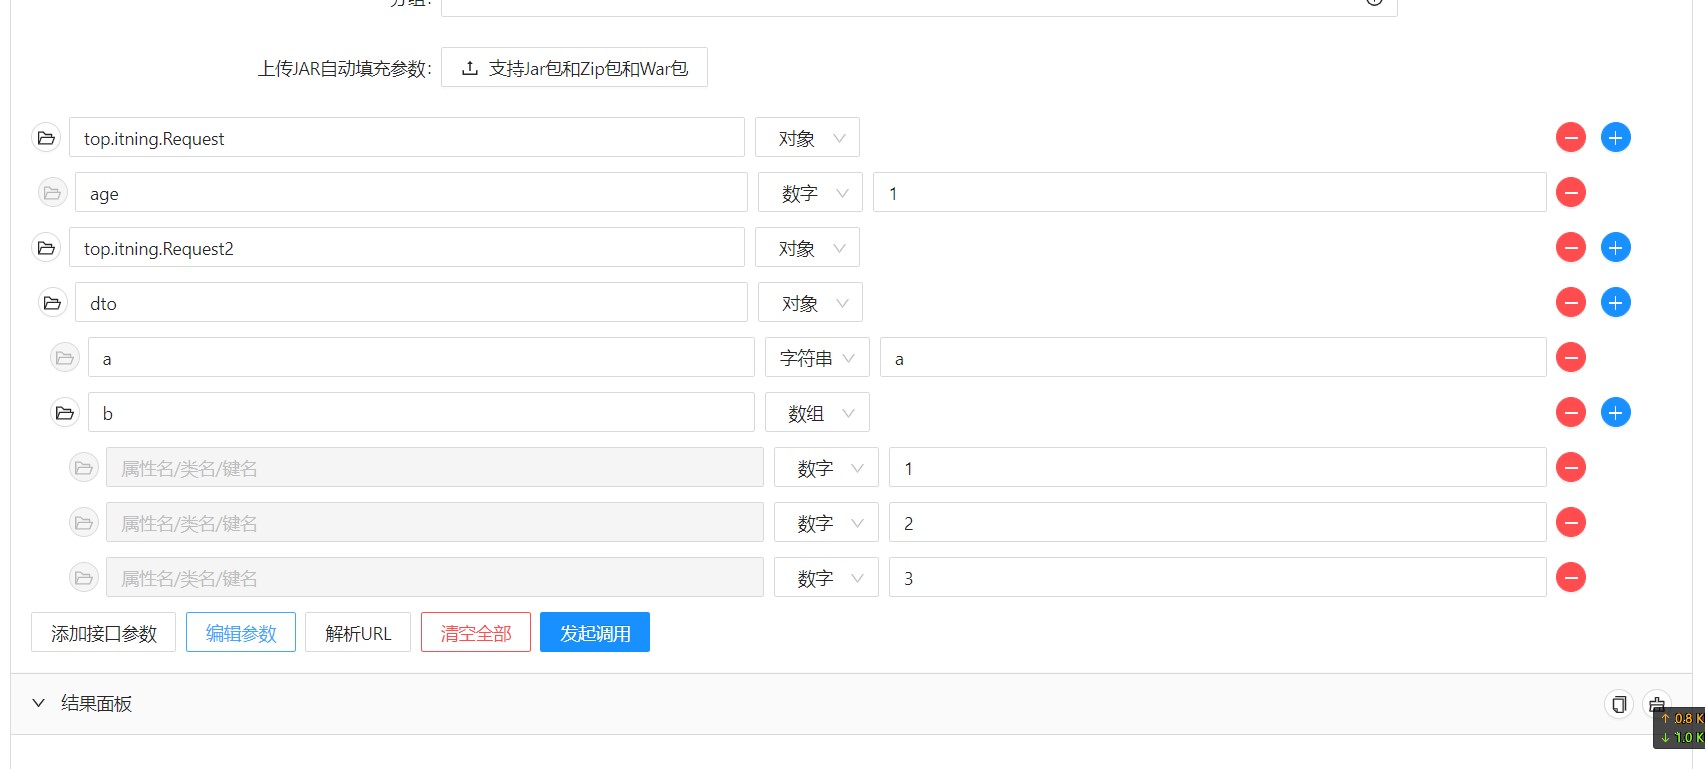 分组:
上传JAR自动填充参数: 支持Jar包和Zip包和War包
top.itning.Request 对象
age 数字 1
top.itning.Request2 对象
dto 对象
a 字符串 a
b 数组
属性名/类名/键名 数字 1
属性名/类名/键名 数字 2
属性名/类名/键名 数字 3
添加接口参数 编辑参数 解析URL 清空全部 发起调用
结果面板
↑ 0.8 K
↓ 1.0 K